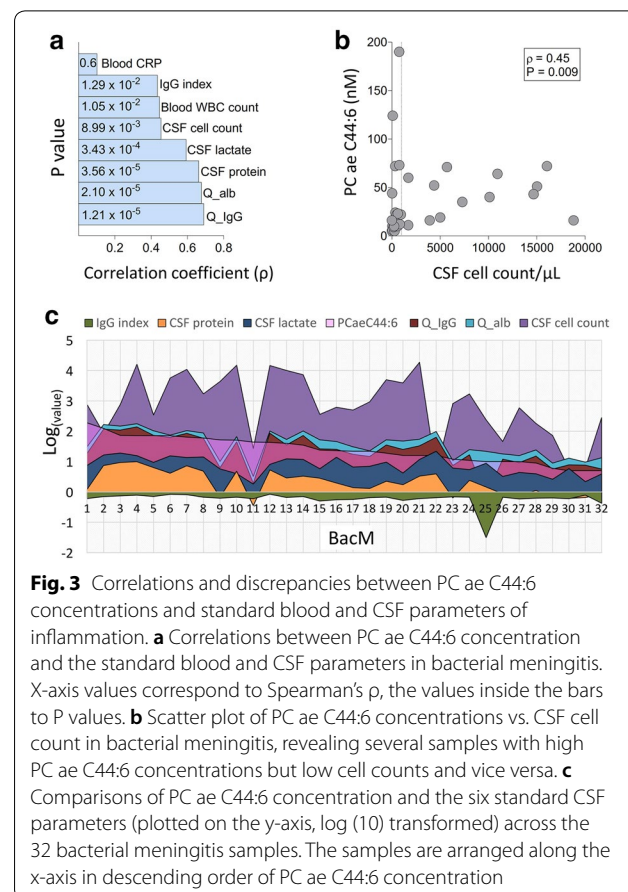 a
0.6 Blood CRP
1.29 x 10⁻² IgG index
1.05 x 10⁻² Blood WBC count
8.99 x 10⁻³ CSF cell count
3.43 x 10⁻⁴ CSF lactate
3.56 x 10⁻⁵ CSF protein
2.10 x 10⁻⁵ Q_alb
1.21 x 10⁻⁵ Q_IgG
P value
0.2 0.4 0.6 0.8
Correlation coefficient (ρ)
b
200
150
100
50
0
PC ae C44:6 (nM)
ρ = 0.45
P = 0.009
0 5000 10000 15000 20000
CSF cell count/µL
c
IgG index CSF protein CSF lactate PCaeC44:6 Q_IgG Q_alb CSF cell count
5
4
3
2
1
0
-1
-2
Log(value)
1 2 3 4 5 6 7 8 9 10 11 12 13 14 15 16 17 18 19 20 21 22 23 24 25 26 27 28 29 30 31 32
BacM
Fig. 3 Correlations and discrepancies between PC ae C44:6
concentrations and standard blood and CSF parameters of
inflammation. a Correlations between PC ae C44:6 concentration
and the standard blood and CSF parameters in bacterial meningitis.
X-axis values correspond to Spearman's ρ, the values inside the bars
to P values. b Scatter plot of PC ae C44:6 concentrations vs. CSF cell
count in bacterial meningitis, revealing several samples with high
PC ae C44:6 concentrations but low cell counts and vice versa. c
Comparisons of PC ae C44:6 concentration and the six standard CSF
parameters (plotted on the y-axis, log (10) transformed) across the
32 bacterial meningitis samples. The samples are arranged along the
x-axis in descending order of PC ae C44:6 concentration